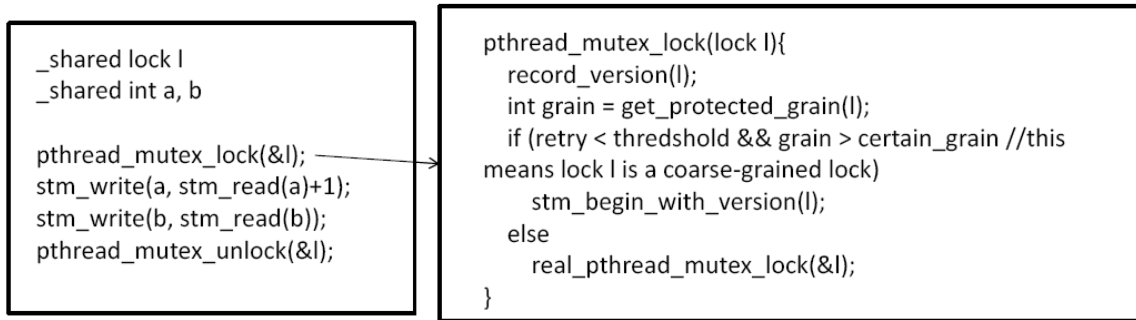 _shared lock l
_shared int a, b
pthread_mutex_lock(&l);
stm_write(a, stm_read(a)+1);
stm_write(b, stm_read(b));
pthread_mutex_unlock(&l);
pthread_mutex_lock(lock l){
record_version(l);
int grain = get_protected_grain(l);
if (retry < thredshold && grain > certain_grain //this
means lock l is a coarse-grained lock)
stm_begin_with_version(l);
else
real_pthread_mutex_lock(&l);
}